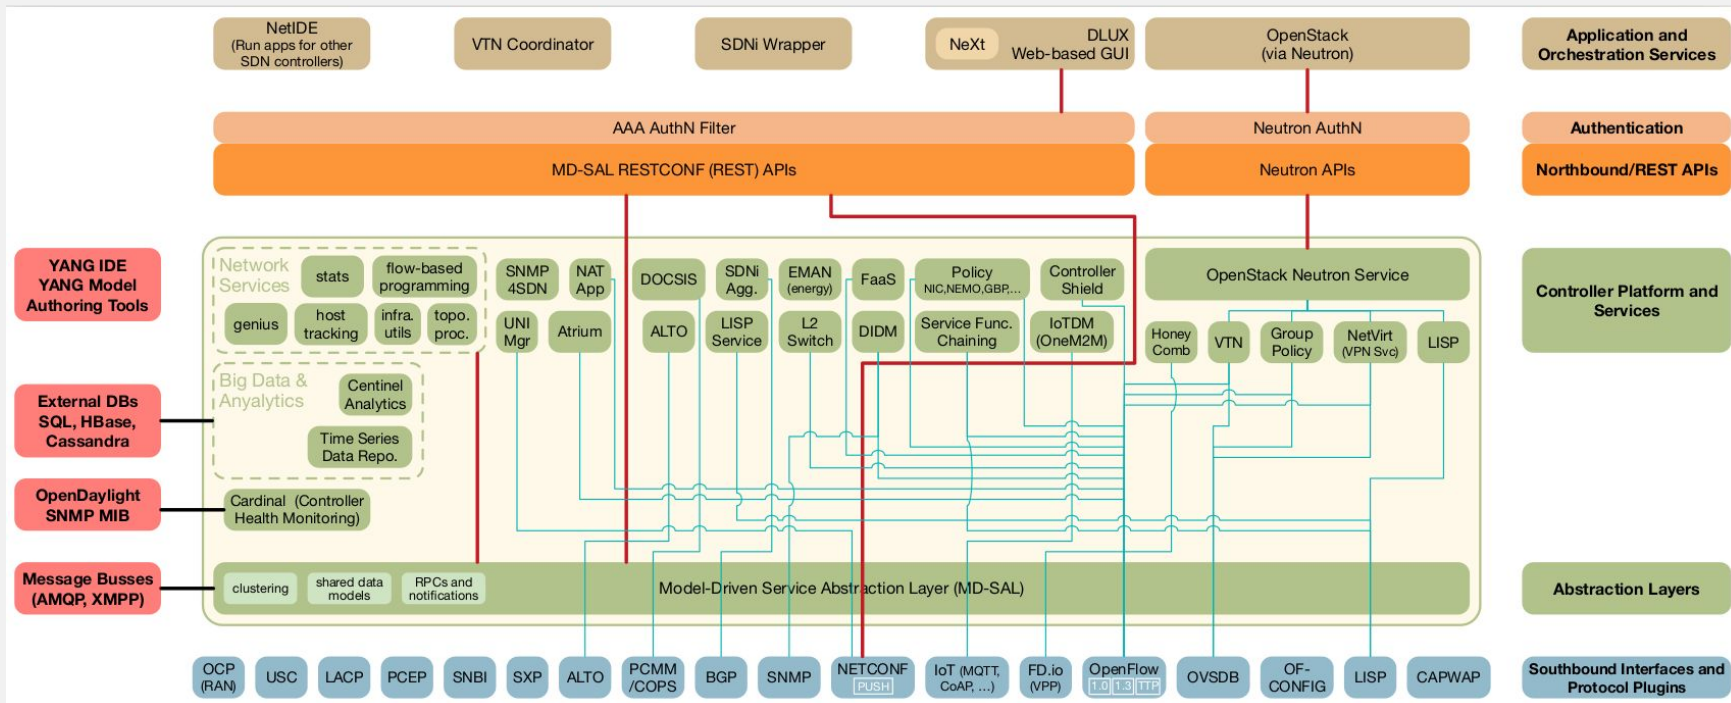 NetIDE
(Run apps for other
SDN controllers)
VTN Coordinator
SDNi Wrapper
NeXt
DLUX
Web-based GUI
OpenStack
(via Neutron)
Application and
Orchestration Services
AAA AuthN Filter
Neutron AuthN
Authentication
MD-SAL RESTCONF (REST) APIs
Neutron APIs
Northbound/REST APIs
YANG IDE
YANG Model
Authoring Tools
Network
Services
stats
flow-based
programming
genius
host
tracking
infra.
utils
topo.
proc.
SNMP
4SDN
NAT
App
DOCSIS
SDNi
Agg.
EMAN
(energy)
FaaS
Policy
NIC,NEMO,GBP,...
Controller
Shield
OpenStack Neutron Service
Controller Platform and
Services
UNI
Mgr
Atrium
ALTO
LISP
Service
L2
Switch
DIDM
Service Func.
Chaining
IoTDM
(OneM2M)
Honey
Comb
VTN
Group
Policy
NetVirt
(VPN Svc)
LISP
External DBs
SQL, HBase,
Cassandra
Big Data &
Anyalytics
Centinel
Analytics
Time Series
Data Repo.
OpenDaylight
SNMP MIB
Cardinal (Controller
Health Monitoring)
Message Busses
(AMQP, XMPP)
clustering
shared data
models
RPCs and
notifications
Model-Driven Service Abstraction Layer (MD-SAL)
Abstraction Layers
OCP
(RAN)
USC
LACP
PCEP
SNBI
SXP
ALTO
PCMM
/COPS
BGP
SNMP
NETCONF
PUSH
IoT (MQTT,
CoAP, ...)
FD.io
(VPP)
OpenFlow
1.0 1.3 TTP
OVSDB
OF-
CONFIG
LISP
CAPWAP
Southbound Interfaces and
Protocol Plugins